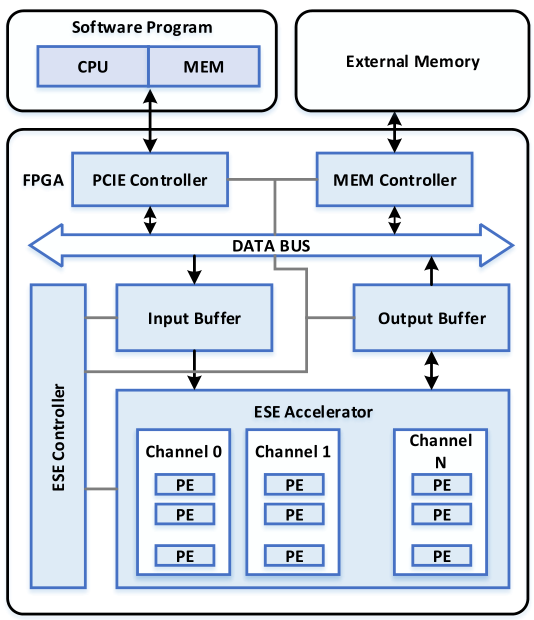 Software Program
CPU
MEM
External Memory
FPGA
PCIE Controller
MEM Controller
DATA BUS
Input Buffer
Output Buffer
ESE Controller
ESE Accelerator
Channel 0
PE
PE
PE
Channel 1
PE
PE
PE
Channel
N
PE
PE
PE